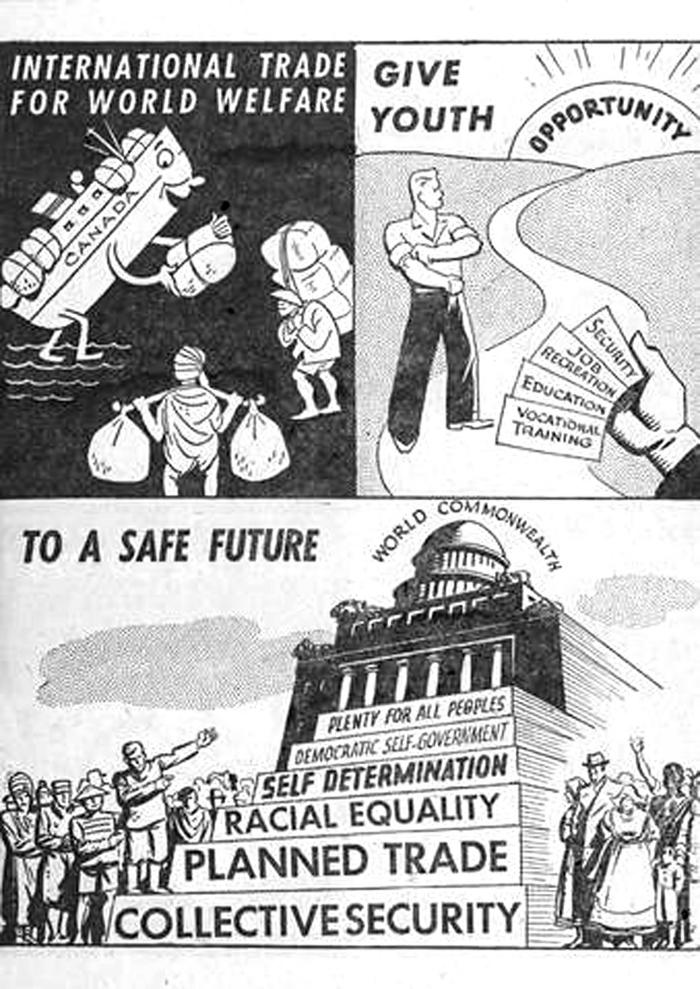 INTERNATIONAL TRADE
FOR WORLD WELFARE
CANADA
GIVE
YOUTH
OPPORTUNITY
SECURITY
JOB
RECREATION
EDUCATION
VOCATIONAL
TRAINING
TO A SAFE FUTURE
WORLD COMMONWEALTH
PLENTY FOR ALL PEOPLES
DEMOCRATIC SELF-GOVERNMENT
SELF DETERMINATION
RACIAL EQUALITY
PLANNED TRADE
COLLECTIVE SECURITY